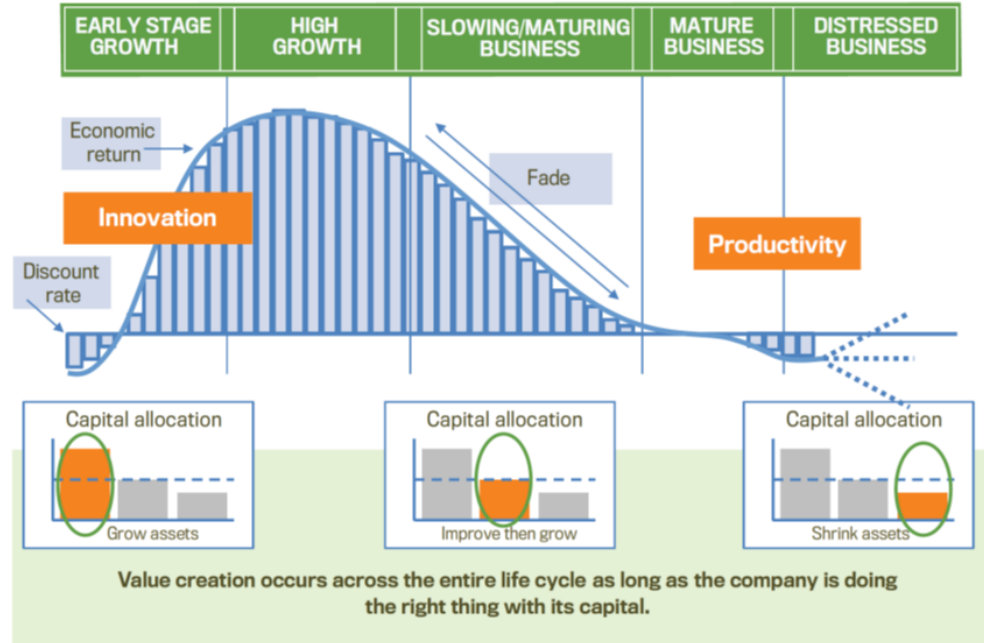 EARLY STAGE
GROWTH
HIGH
GROWTH
SLOWING/MATURING
BUSINESS
MATURE
BUSINESS
DISTRESSED
BUSINESS
Economic
return
Fade
Innovation
Productivity
Discount
rate
Capital allocation
Grow assets
Capital allocation
Improve then grow
Capital allocation
Shrink assets
Value creation occurs across the entire life cycle as long as the company is doing
the right thing with its capital.